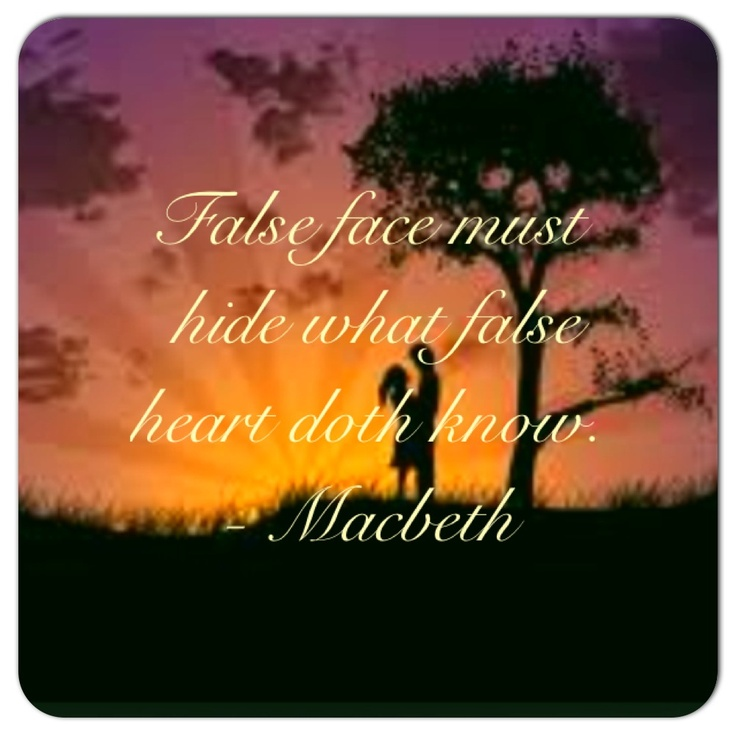 False face must
hide what false
heart doth know.
- Macbeth